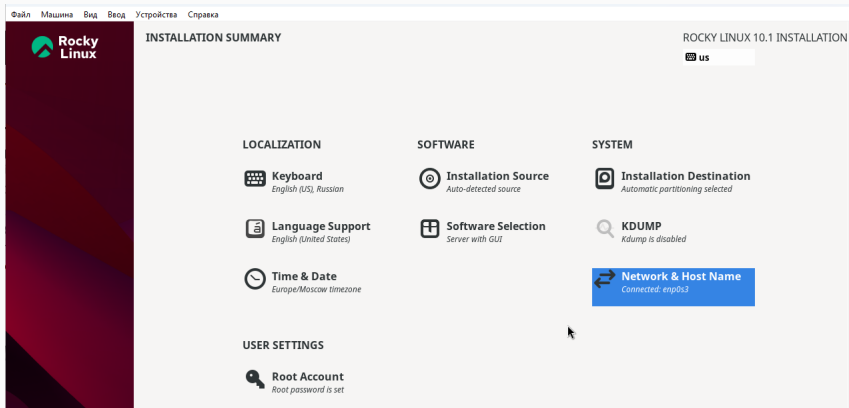 Файл Машина Вид Ввод Устройства Справка
Rocky
Linux
INSTALLATION SUMMARY
ROCKY LINUX 10.1 INSTALLATION
us
LOCALIZATION
Keyboard
English (US), Russian
Language Support
English (United States)
Time & Date
Europe/Moscow timezone
SOFTWARE
Installation Source
Auto-detected source
Software Selection
Server with GUI
SYSTEM
Installation Destination
Automatic partitioning selected
KDUMP
Kdump is disabled
Network & Host Name
Connected: enp0s3
USER SETTINGS
Root Account
Root password is set